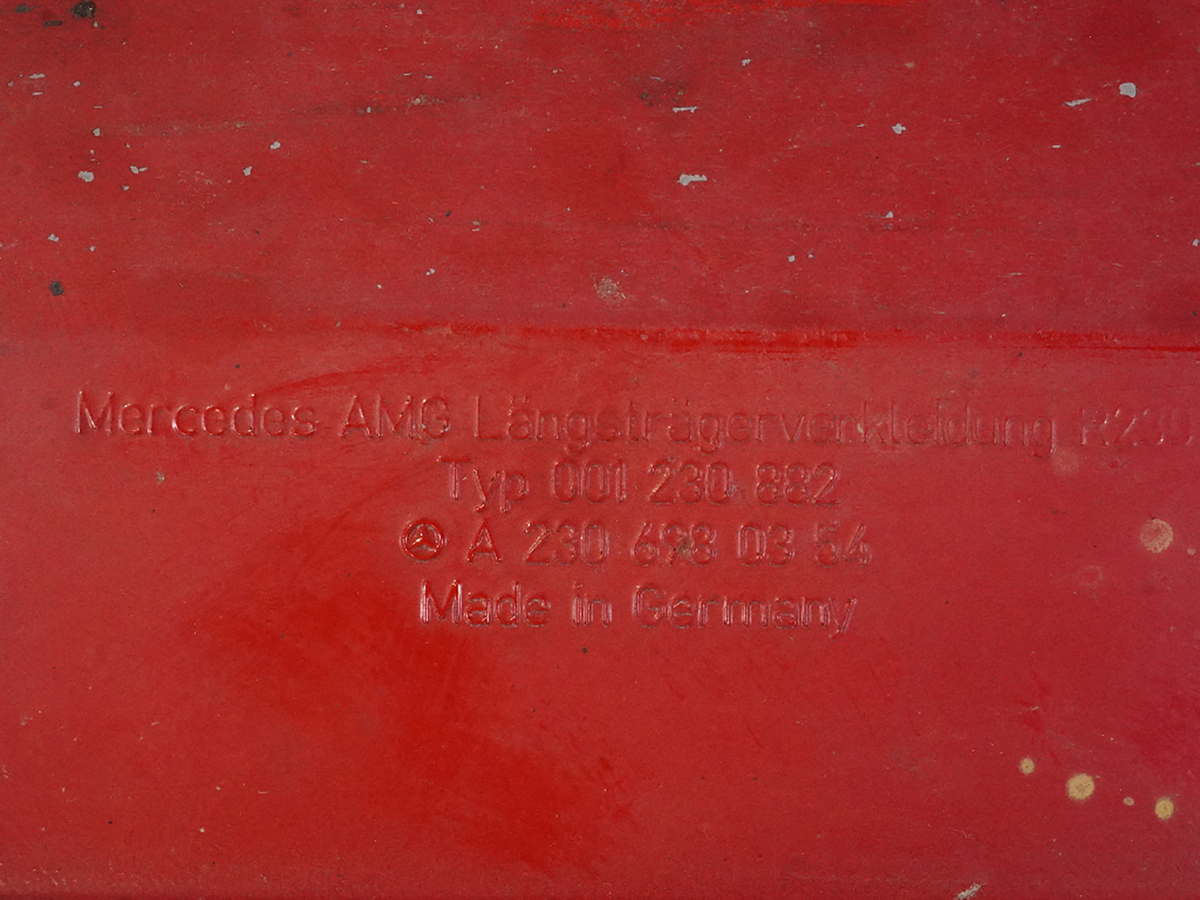 Mercedes AMG Längsträgerverkleidung R230
Typ 001 230 882
A 230 698 03 54
Made in Germany